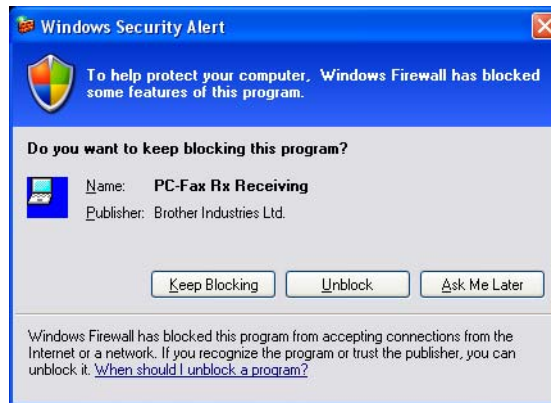 Windows Security Alert
To help protect your computer, Windows Firewall has blocked
some features of this program.
Do you want to keep blocking this program?
Name: PC-Fax Rx Receiving
Publisher: Brother Industries Ltd.
Keep Blocking Unblock Ask Me Later
Windows Firewall has blocked this program from accepting connections from the
Internet or a network. If you recognize the program or trust the publisher, you can
unblock it. When should I unblock a program?